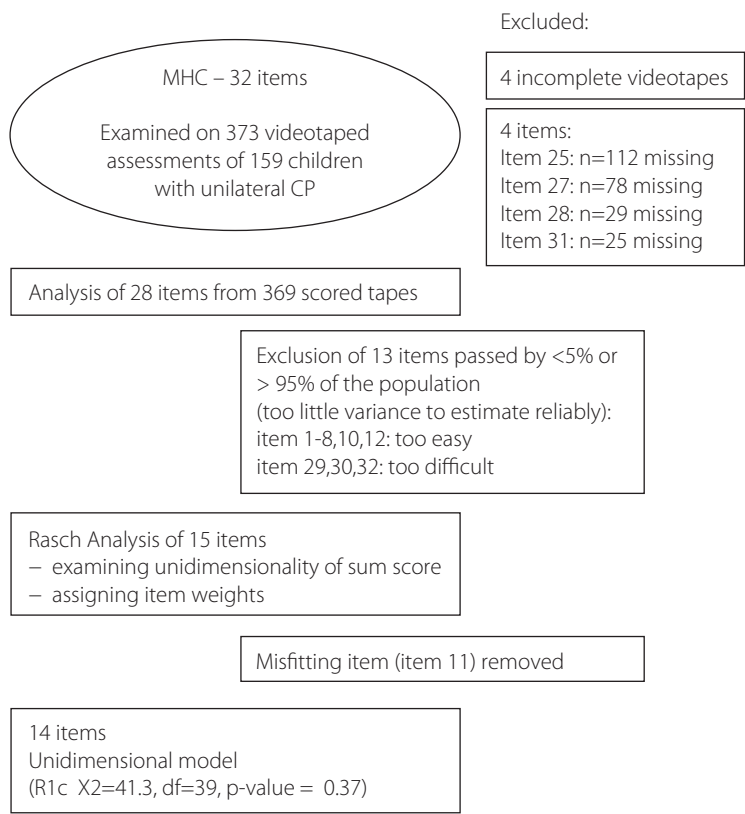 Excluded:
MHC – 32 items
Examined on 373 videotaped
assessments of 159 children
with unilateral CP
4 incomplete videotapes
4 items:
Item 25: n=112 missing
Item 27: n=78 missing
Item 28: n=29 missing
Item 31: n=25 missing
Analysis of 28 items from 369 scored tapes
Exclusion of 13 items passed by <5% or
> 95% of the population
(too little variance to estimate reliably):
item 1-8,10,12: too easy
item 29,30,32: too difficult
Rasch Analysis of 15 items
– examining unidimensionality of sum score
– assigning item weights
Misfitting item (item 11) removed
14 items
Unidimensional model
(R1c X2=41.3, df=39, p-value = 0.37)